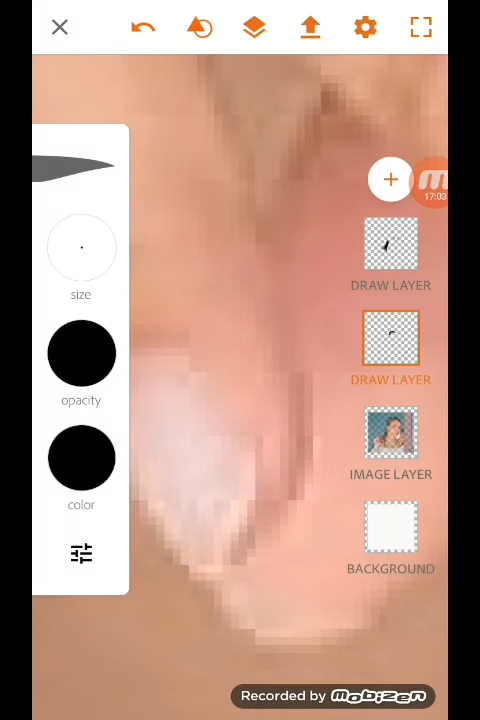 17:03
size
DRAW LAYER
DRAW LAYER
opacity
IMAGE LAYER
color
BACKGROUND
Recorded by MOBIZEN